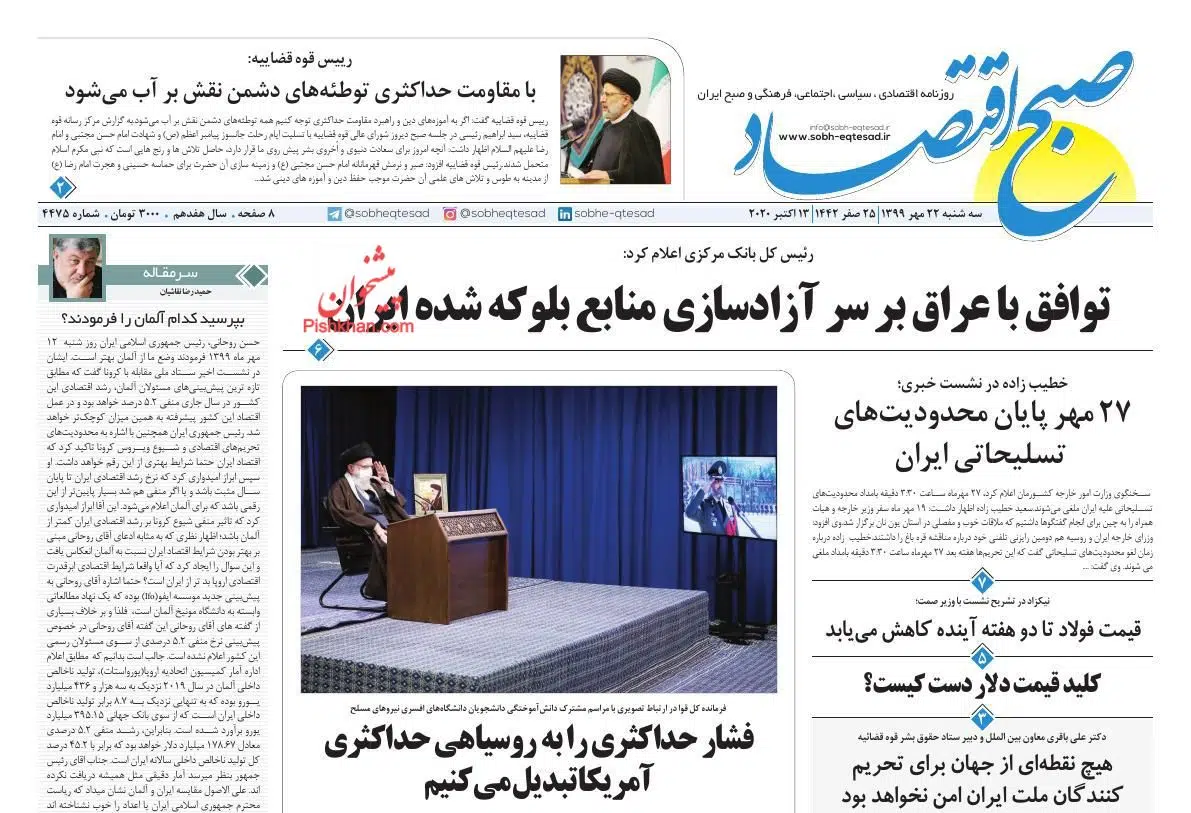 صبح اقتصاد
روزنامه اقتصادی ، سیاسی ،اجتماعی، فرهنگی و صبح ایران
info@sobh-eqtesad.ir
www.sobh-eqtesad.ir
رییس قوه قضاییه:
با مقاومت حداکثری توطئه‌های دشمن نقش بر آب می‌شود
رییس قوه قضاییه گفت: اگر به آموزه‌های دین و راهبرد مقاومت حداکثری توجه کنیم همه توطئه‌های دشمن نقش بر آب می‌شود.به گزارش مرکز رسانه قوه
قضاییه، سید ابراهیم رئیسی در جلسه صبح دیروز شورای عالی قوه قضاییه با تسلیت ایام رحلت جانسوز پیامبر اعظم (ص) و شهادت امام حسن مجتبی و امام
رضا علیهم السلام اظهار داشت: آنچه امروز برای سعادت دنیوی و أخروی بشر پیش روی ما قرار دارد، حاصل تلاش ها و رنج هایی است که نبی مکرم اسلام
متحمل شدند.رئیس قوه قضاییه افزود: صبر و نرمش قهرمانانه امام حسن مجتبی (ع) و زمینه سازی آن حضرت برای حماسه حسینی و هجرت امام رضا (ع)
از مدینه به طوس و تلاش های علمی آن حضرت موجب حفظ دین و آموزه های دینی شد...
۲
سه شنبه ۲۲ مهر ۱۳۹۹|۲۵ صفر ۱۴۴۲|۱۳ اکتبر ۲۰۲۰
sobhe-qtesad @sobheqtesad @sobheqtesad
۸ صفحه، سال هفدهم ، ۳۰۰۰ تومان، شماره ۴۴۷۵
رئیس کل بانک مرکزی اعلام کرد:
توافق با عراق بر سر آزادسازی منابع بلوکه شده ایران
پیشخوان
Pishkhan.com
۶
خطیب زاده در نشست خبری؛
۲۷ مهر پایان محدودیت‌های
تسلیحاتی ایران
سخنگوی وزارت امور خارجه کشورمان اعلام کرد، ۲۷ مهرماه ساعت ۳:۳۰ دقیقه بامداد محدودیت‌های
تسلیحاتی علیه ایران ملغی می‌شوند.سعید خطیب زاده اظهار داشت: ۱۹ مهر ماه سفر وزیر خارجه و هیات
همراه را به چین برای انجام گفتگوها داشتیم که ملاقات خوب و مفصلی در استان یون نان برگزار شد.وی افزود:
وزرای خارجه ایران و روسیه هم دومین رایزنی تلفنی خود درباره مناقشه قره باغ را داشتند.خطیب زاده درباره
زمان لغو محدودیت‌های تسلیحاتی گفت که این تحریم‌ها هفته بعد ۲۷ مهرماه ساعت ۳:۳۰ دقیقه بامداد ملغی
می شوند. وی گفت: ...
۷
نیکزاد در تشریح نشست با وزیر صمت؛
قیمت فولاد تا دو هفته آینده کاهش می‌یابد
۵
کلید قیمت دلار دست کیست؟
۳
دکتر علی باقری معاون بین الملل و دبیر ستاد حقوق بشر قوه قضائیه
هیچ نقطه‌ای از جهان برای تحریم
کنندگان ملت ایران امن نخواهد بود
فرمانده کل قوا در ارتباط تصویری با مراسم مشترک دانش‌آموختگی دانشجویان دانشگاه‌های افسری نیروهای مسلح
فشار حداکثری را به روسیاهی حداکثری
آمریکاتبدیل می‌کنیم
سرمقاله
حمیدرضا نقاشیان
بپرسید کدام آلمان را فرمودند؟
حسن روحانی، رئیس جمهوری اسلامی ایران روز شنبه ۱۲
مهر ماه ۱۳۹۹ فرمودند وضع ما از آلمان بهتر است. ایشان
در نشست اخیر ستاد ملی مقابله با کرونا گفت که مطابق
تازه ترین پیش‌بینی‌های مسئولان آلمان، رشد اقتصادی این
کشور در سال جاری منفی ۵.۲ درصد خواهد بود و در عمل
اقتصاد این کشور پیشرفته به همین میزان کوچک‌تر خواهد
شد. رئیس جمهوری ایران همچنین با اشاره به محدودیت‌های
تحریم‌های اقتصادی و شیوع ویروس کرونا تاکید کرد که
اقتصاد ایران حتما شرایط بهتری از این رقم خواهد داشت. او
سپس ابراز امیدواری کرد که نرخ رشد اقتصادی ایران تا پایان
سال مثبت باشد و یا اگر منفی هم شد بسیار پایین‌تر از این
رقمی باشد که برای آلمان اعلام می‌شود. این آقا ابراز امیدواری
کرد که تاثیر منفی شیوع کرونا بر رشد اقتصادی ایران کمتر از
آلمان باشد! اظهار نظری که به مثابه ادعای آقای روحانی مبنی
بر بهتر بودن شرایط اقتصاد ایران نسبت به آلمان انعکاس یافت
و این سوال را ایجاد کرد که آیا واقعا شرایط اقتصادی ابرقدرت
اقتصادی اروپا بد تر از ایران است؟ حتما اشاره آقای روحانی به
پیش‌بینی جدید موسسه ایفو(Ifo) بوده که یک نهاد مطالعاتی
وابسته به دانشگاه مونیخ آلمان است، فلذا و بر خلاف بسیاری
از گفته های آقای روحانی این گفته آقای روحانی در خصوص
پیش‌بینی نرخ منفی ۵.۲ درصدی از سوی مسئولان رسمی
این کشور اعلام نشده است. جالب است بدانیم که مطابق اعلام
اداره آمار کمیسیون اتحادیه اروپا(یورواستات)، تولید ناخالص
داخلی آلمان در سال ۲۰۱۹ نزدیک به سه هزار و ۴۳۶ میلیارد
یورو بوده که به تنهایی نزدیک به ۸.۷ برابر تولید ناخالص
داخلی ایران است که از سوی بانک جهانی ۳۹۵.۱۵ میلیارد
یورو برآورد شده است. بنابراین، رشد منفی ۵.۲ درصدی
معادل ۱۷۸.۶۷ میلیارد دلار خواهد بود که برابر با ۴۵.۲ درصد
کل تولید ناخالص داخلی سالانه ایران است. جناب اقای رئیس
جمهور بنظر میرسد آمار دقیقی مثل همیشه دریافت نکرده
اند. علی الاصول مقایسه ایران و آلمان نشان میداد که ریاست
محترم جمهوری اسلامی ایران یا اعداد را خوب نشناخته اند